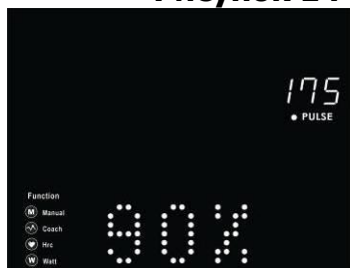 175
• PULSE
Function
M Manual
Coach
Hrc
W Watt
90%